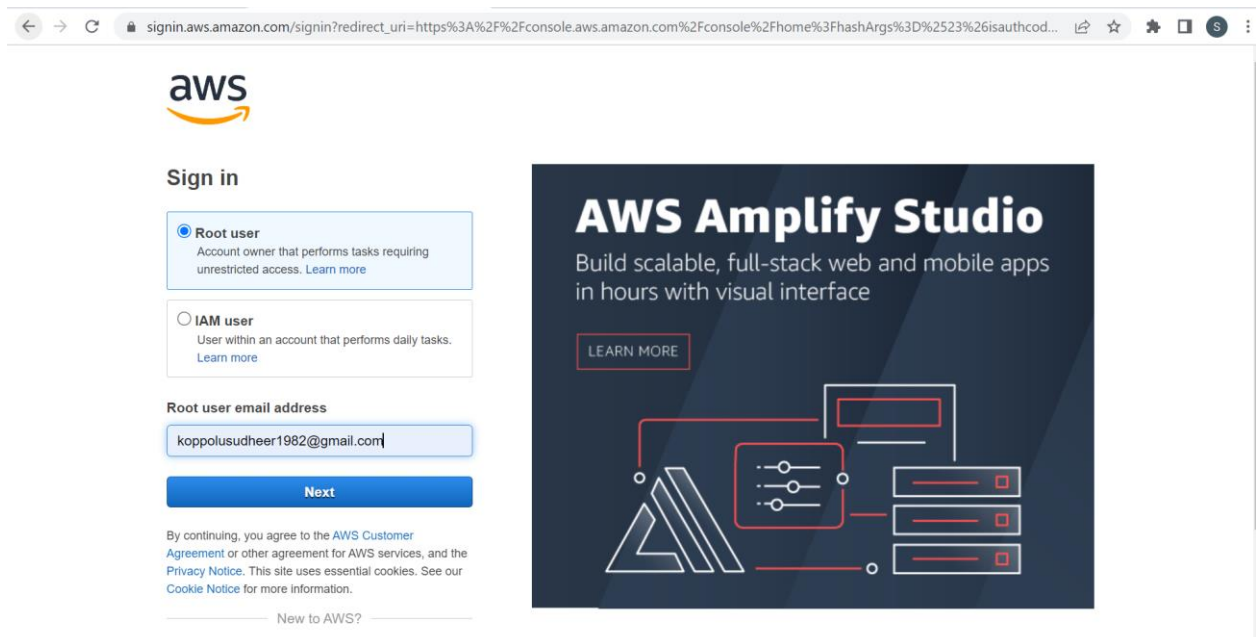 signin.aws.amazon.com/signin?redirect_uri=https%3A%2F%2Fconsole.aws.amazon.com%2Fconsole%2Fhome%3FhashArgs%3D%2523%26isauthcod...
S
aws
Sign in
Root user
Account owner that performs tasks requiring
unrestricted access. Learn more
IAM user
User within an account that performs daily tasks.
Learn more
Root user email address
koppolusudheer1982@gmail.com
Next
By continuing, you agree to the AWS Customer
Agreement or other agreement for AWS services, and the
Privacy Notice. This site uses essential cookies. See our
Cookie Notice for more information.
New to AWS?
AWS Amplify Studio
Build scalable, full-stack web and mobile apps
in hours with visual interface
LEARN MORE